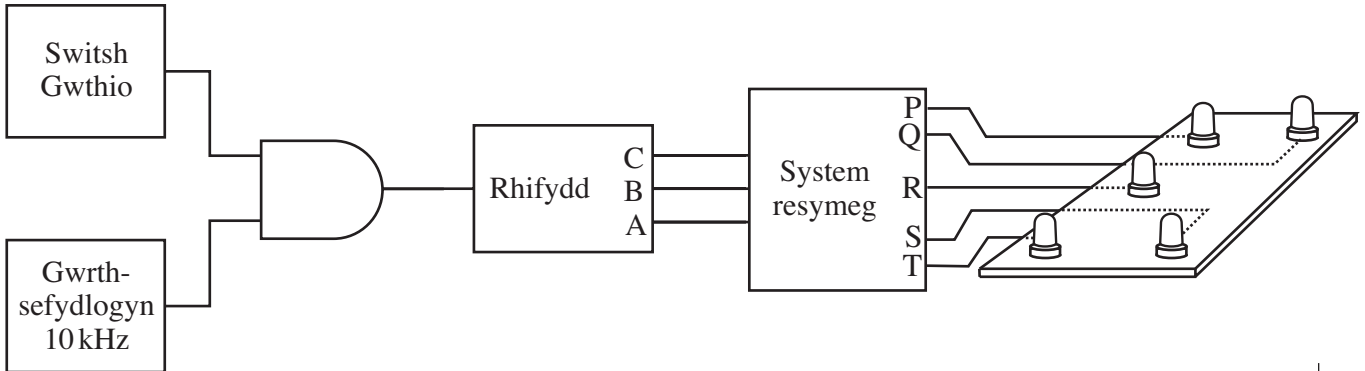 Switsh
Gwthio
Gwrth-
sefydlogyn
10 kHz
Rhifydd
C
B
A
System
resymeg
P
Q
R
S
T